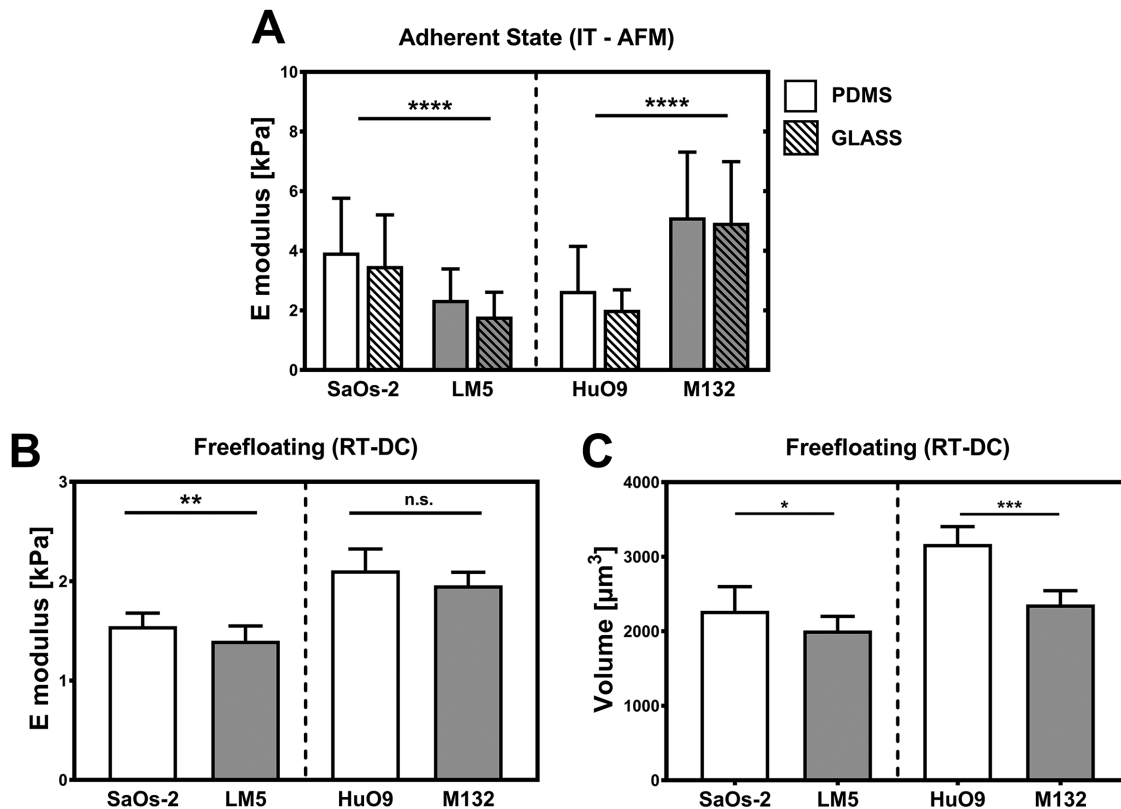 A
Adherent State (IT - AFM)
E modulus [kPa]
10
8
6
4
2
0
****
****
PDMS
GLASS
SaOs-2 LM5 HuO9 M132
B
Freefloating (RT-DC)
E modulus [kPa]
3
2
1
0
**
n.s.
SaOs-2 LM5 HuO9 M132
C
Freefloating (RT-DC)
Volume [µm³]
4000
3000
2000
1000
0
*
***
SaOs-2 LM5 HuO9 M132